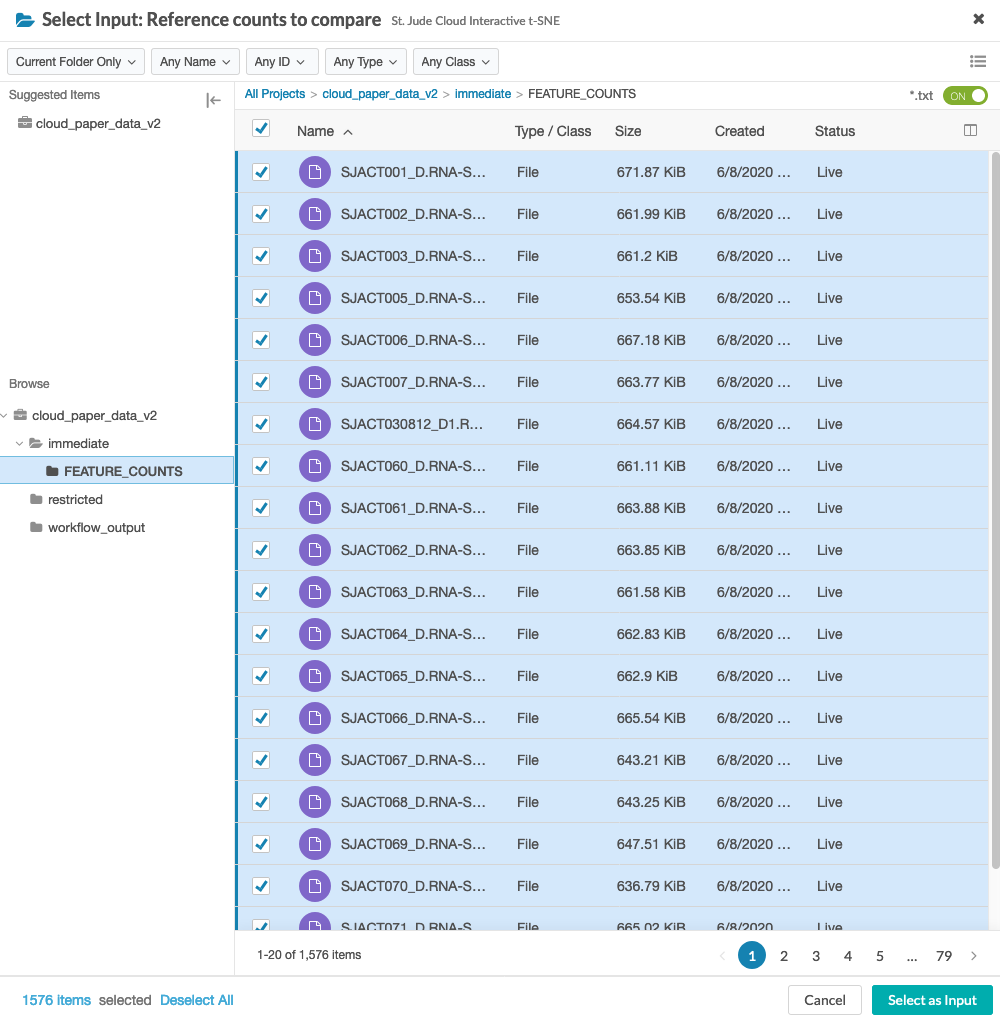 Select Input: Reference counts to compare St. Jude Cloud Interactive t-SNE
Current Folder Only Any Name Any ID Any Type Any Class
Suggested Items
cloud_paper_data_v2
All Projects > cloud_paper_data_v2 > immediate > FEATURE_COUNTS *.txt ON
Name Type / Class Size Created Status
SJACT001_D.RNA-S... File 671.87 KiB 6/8/2020 ... Live
SJACT002_D.RNA-S... File 661.99 KiB 6/8/2020 ... Live
SJACT003_D.RNA-S... File 661.2 KiB 6/8/2020 ... Live
SJACT005_D.RNA-S... File 653.54 KiB 6/8/2020 ... Live
SJACT006_D.RNA-S... File 667.18 KiB 6/8/2020 ... Live
SJACT007_D.RNA-S... File 663.77 KiB 6/8/2020 ... Live
SJACT030812_D1.R... File 664.57 KiB 6/8/2020 ... Live
SJACT060_D.RNA-S... File 661.11 KiB 6/8/2020 ... Live
SJACT061_D.RNA-S... File 663.88 KiB 6/8/2020 ... Live
SJACT062_D.RNA-S... File 663.85 KiB 6/8/2020 ... Live
SJACT063_D.RNA-S... File 661.58 KiB 6/8/2020 ... Live
SJACT064_D.RNA-S... File 662.83 KiB 6/8/2020 ... Live
SJACT065_D.RNA-S... File 662.9 KiB 6/8/2020 ... Live
SJACT066_D.RNA-S... File 665.54 KiB 6/8/2020 ... Live
SJACT067_D.RNA-S... File 643.21 KiB 6/8/2020 ... Live
SJACT068_D.RNA-S... File 643.25 KiB 6/8/2020 ... Live
SJACT069_D.RNA-S... File 647.51 KiB 6/8/2020 ... Live
SJACT070_D.RNA-S... File 636.79 KiB 6/8/2020 ... Live
SJACT071_D.RNA-S File 665.02 KiB 6/8/2020 Live
Browse
cloud_paper_data_v2
immediate
FEATURE_COUNTS
restricted
workflow_output
1-20 of 1,576 items < 1 2 3 4 5 ... 79 >
1576 items selected Deselect All Cancel Select as Input